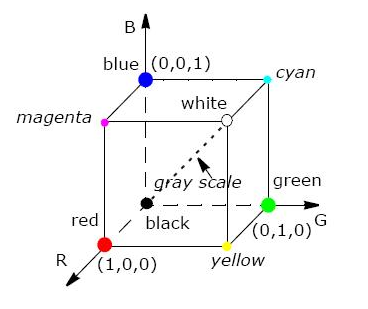 B
blue (0,0,1)
cyan
white
magenta
gray scale
green
red
black
G
(0,1,0)
R
(1,0,0)
yellow